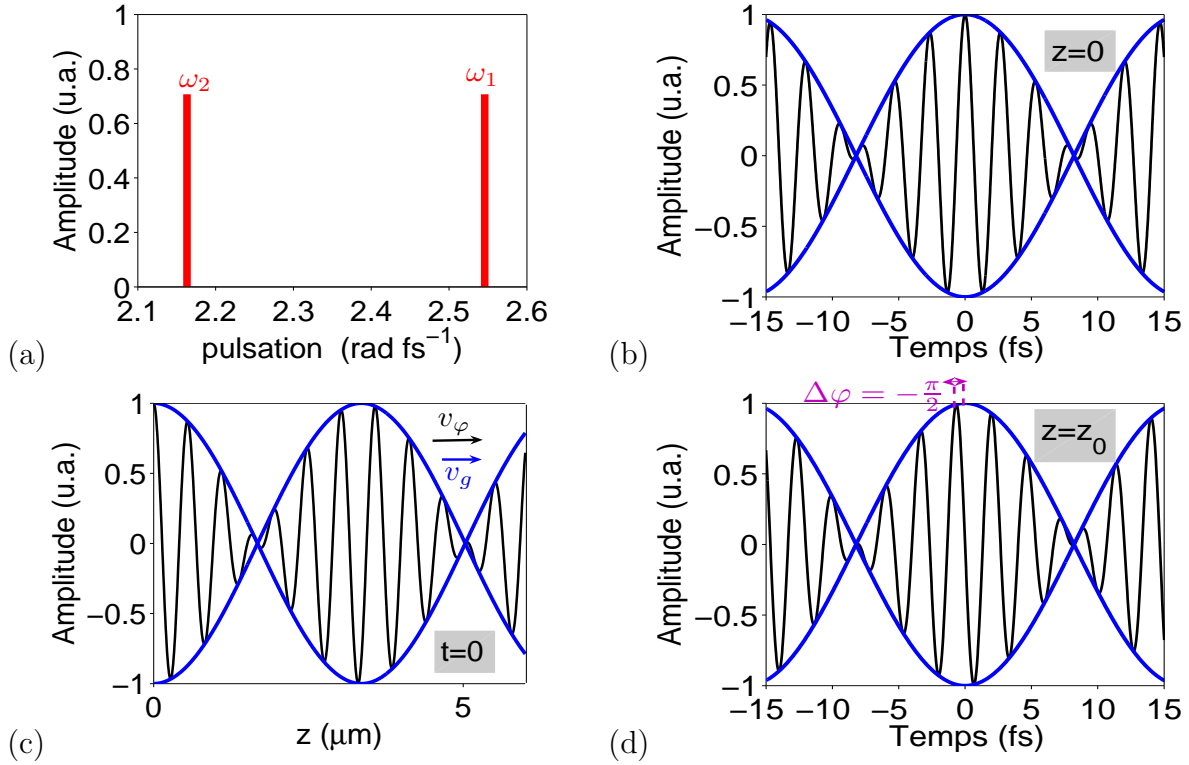 1
0.8
0.6
0.4
0.2
0
Amplitude (u.a.)
ω₂
ω₁
2.1 2.2 2.3 2.4 2.5 2.6
pulsation (rad fs⁻¹)
(a)
1
0.5
0
−0.5
−1
Amplitude (u.a.)
z=0
−15 −10 −5 0 5 10 15
Temps (fs)
(b)
1
0.5
0
−0.5
−1
Amplitude (u.a.)
v_φ
v_g
t=0
0 5
z (μm)
(c)
Δφ = −π/2
1
0.5
0
−0.5
−1
Amplitude (u.a.)
z=z₀
−15 −10 −5 0 5 10 15
Temps (fs)
(d)